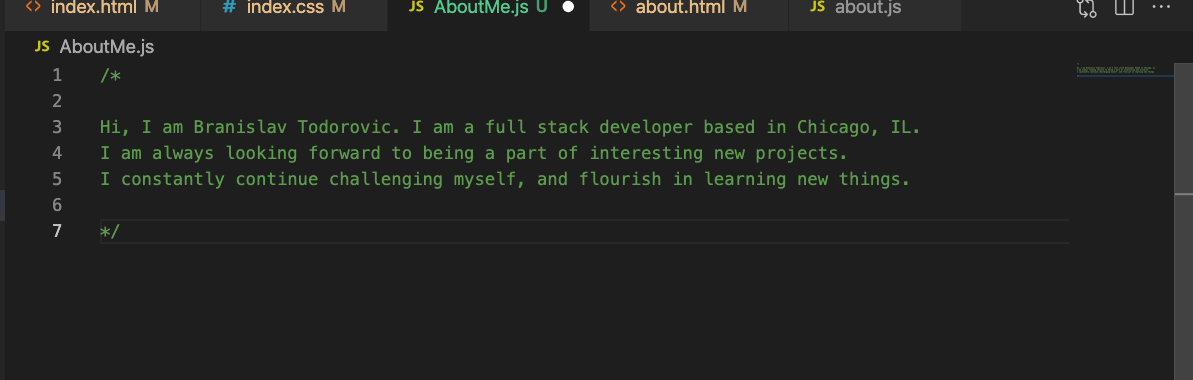 <> index.html M # index.css M JS AboutMe.js U <> about.html M JS about.js ...
JS AboutMe.js
1 /*
2
3 Hi, I am Branislav Todorovic. I am a full stack developer based in Chicago, IL.
4 I am always looking forward to being a part of interesting new projects.
5 I constantly continue challenging myself, and flourish in learning new things.
6
7 */